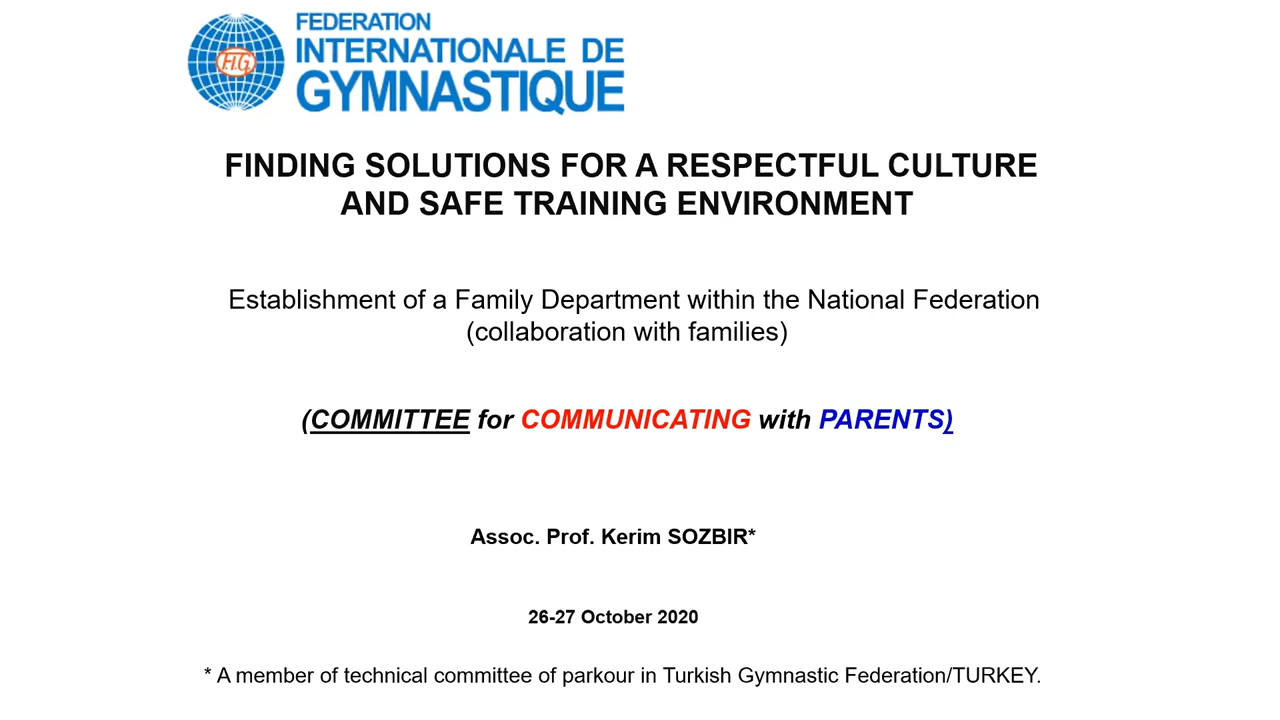 FEDERATION
INTERNATIONALE DE
GYMNASTIQUE
F.I.G.
FINDING SOLUTIONS FOR A RESPECTFUL CULTURE
AND SAFE TRAINING ENVIRONMENT
Establishment of a Family Department within the National Federation
(collaboration with families)
(COMMITTEE for COMMUNICATING with PARENTS)
Assoc. Prof. Kerim SOZBIR*
26-27 October 2020
* A member of technical committee of parkour in Turkish Gymnastic Federation/TURKEY.